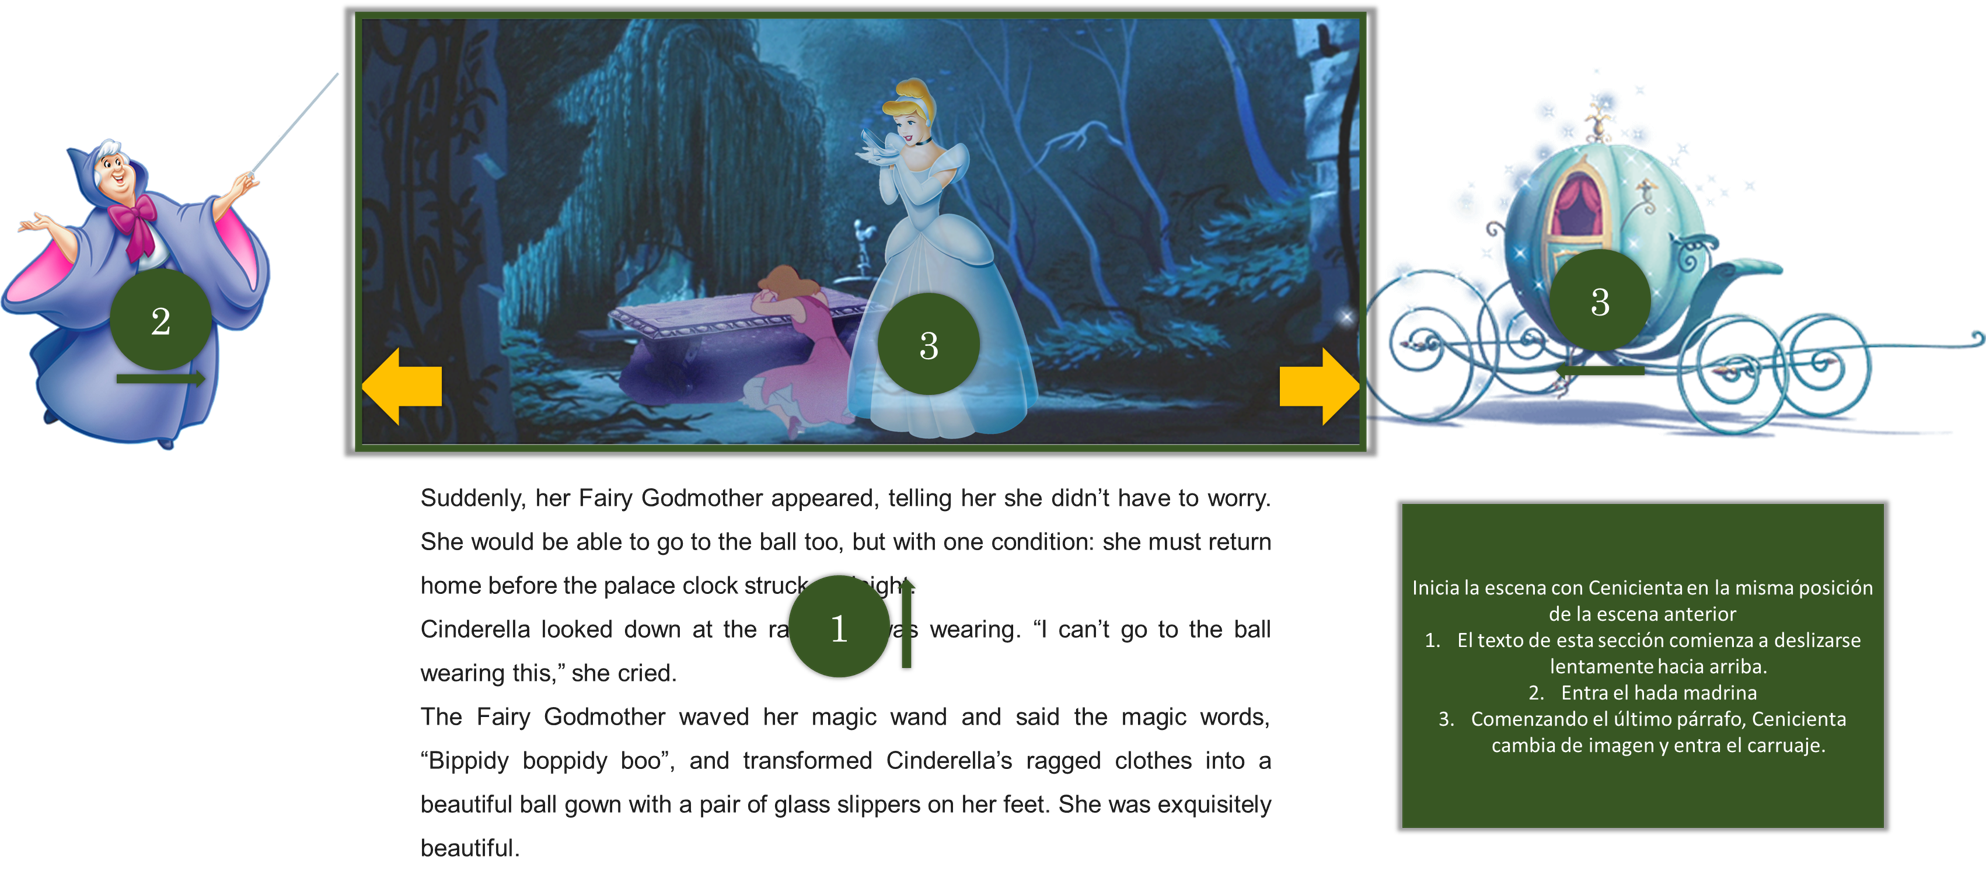 2
3
3
Suddenly, her Fairy Godmother appeared, telling her she didn’t have to worry.
She would be able to go to the ball too, but with one condition: she must return
home before the palace clock struck
Cinderella looked down at the wearing. “I can’t go to the ball
wearing this,” she cried.
1
The Fairy Godmother waved her magic wand and said the magic words,
“Bippidy boppidy boo”, and transformed Cinderella’s ragged clothes into a
beautiful ball gown with a pair of glass slippers on her feet. She was exquisitely
beautiful.
Inicia la escena con Cenicienta en la misma posición
de la escena anterior
1. El texto de esta sección comienza a deslizarse
lentamente hacia arriba.
2. Entra el hada madrina
3. Comenzando el último párrafo, Cenicienta
cambia de imagen y entra el carruaje.